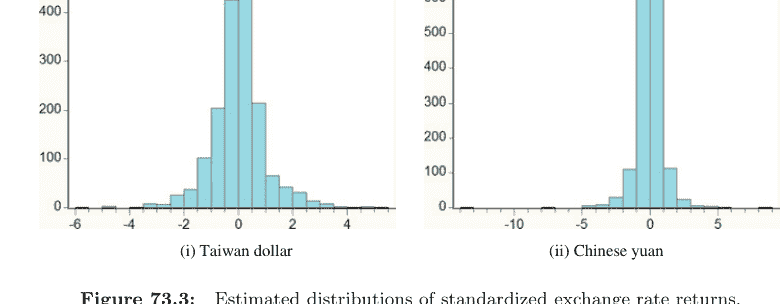 400
300
200
100
0
-6 -4 -2 0 2 4
(i) Taiwan dollar
600
500
400
300
200
100
0
-10 -5 0 5
(ii) Chinese yuan
Figure 73.3: Estimated distributions of standardized exchange rate returns.